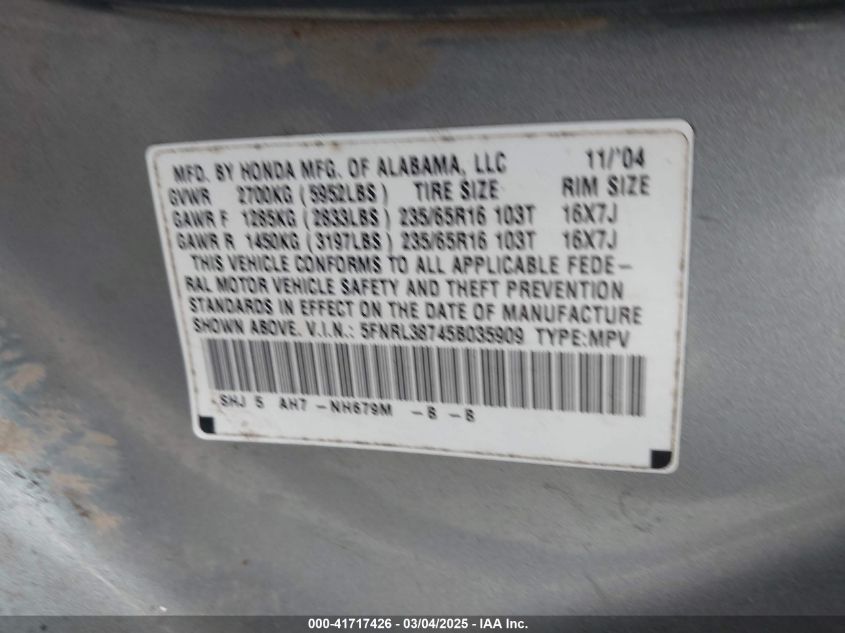 MFD. BY HONDA MFG. OF ALABAMA, LLC 11/'04
GVWR 2700KG (5952LBS) TIRE SIZE RIM SIZE
GAWR F 1285KG (2833LBS) 235/65R16 103T 16X7J
GAWR R 1450KG (3197LBS) 235/65R16 103T 16X7J
THIS VEHICLE CONFORMS TO ALL APPLICABLE FEDE-
RAL MOTOR VEHICLE SAFETY AND THEFT PREVENTION
STANDARDS IN EFFECT ON THE DATE OF MANUFACTURE
SHOWN ABOVE. V.I.N.: 5FNRL38745B035909 TYPE:MPV
SHJ 5 AH7 -NH679M -B -B
000-41717426 - 03/04/2025 - IAA Inc.